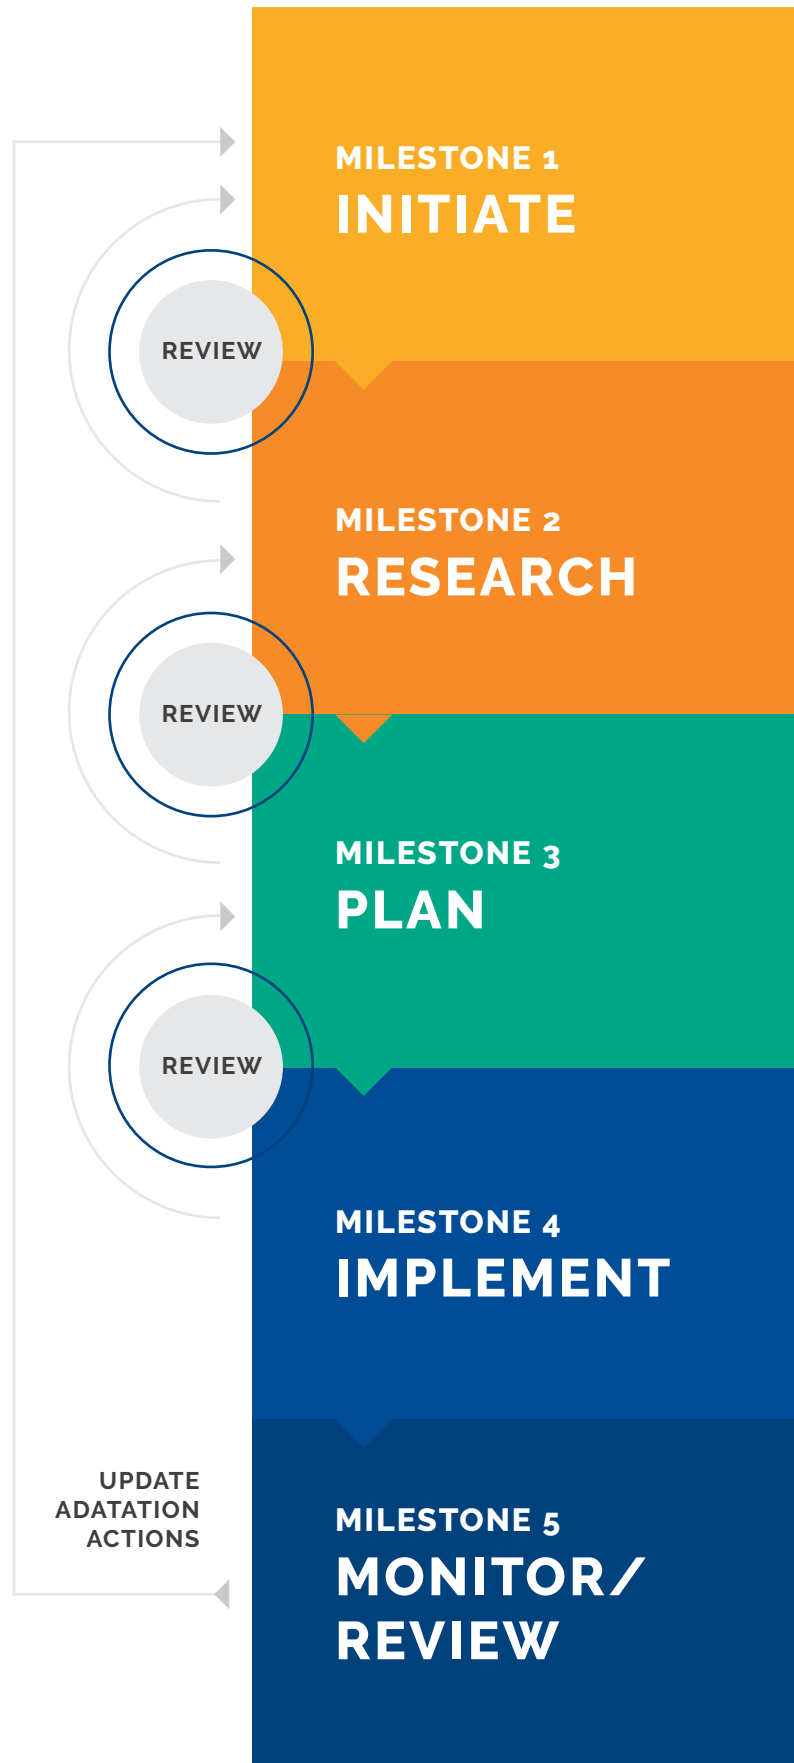 MILESTONE 1
INITIATE
REVIEW
MILESTONE 2
RESEARCH
REVIEW
MILESTONE 3
PLAN
REVIEW
MILESTONE 4
IMPLEMENT
UPDATE
ADATATION
ACTIONS
MILESTONE 5
MONITOR/
REVIEW